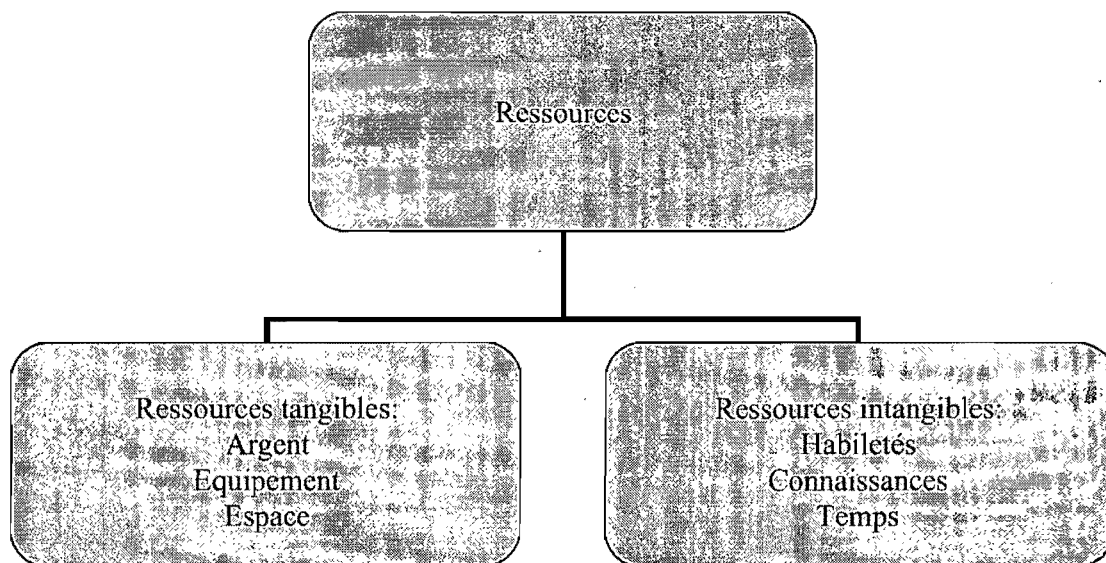 Ressources
Ressources tangibles:
Argent
Equipement
Espace
Ressources intangibles:
Habiletés
Connaissances
Temps